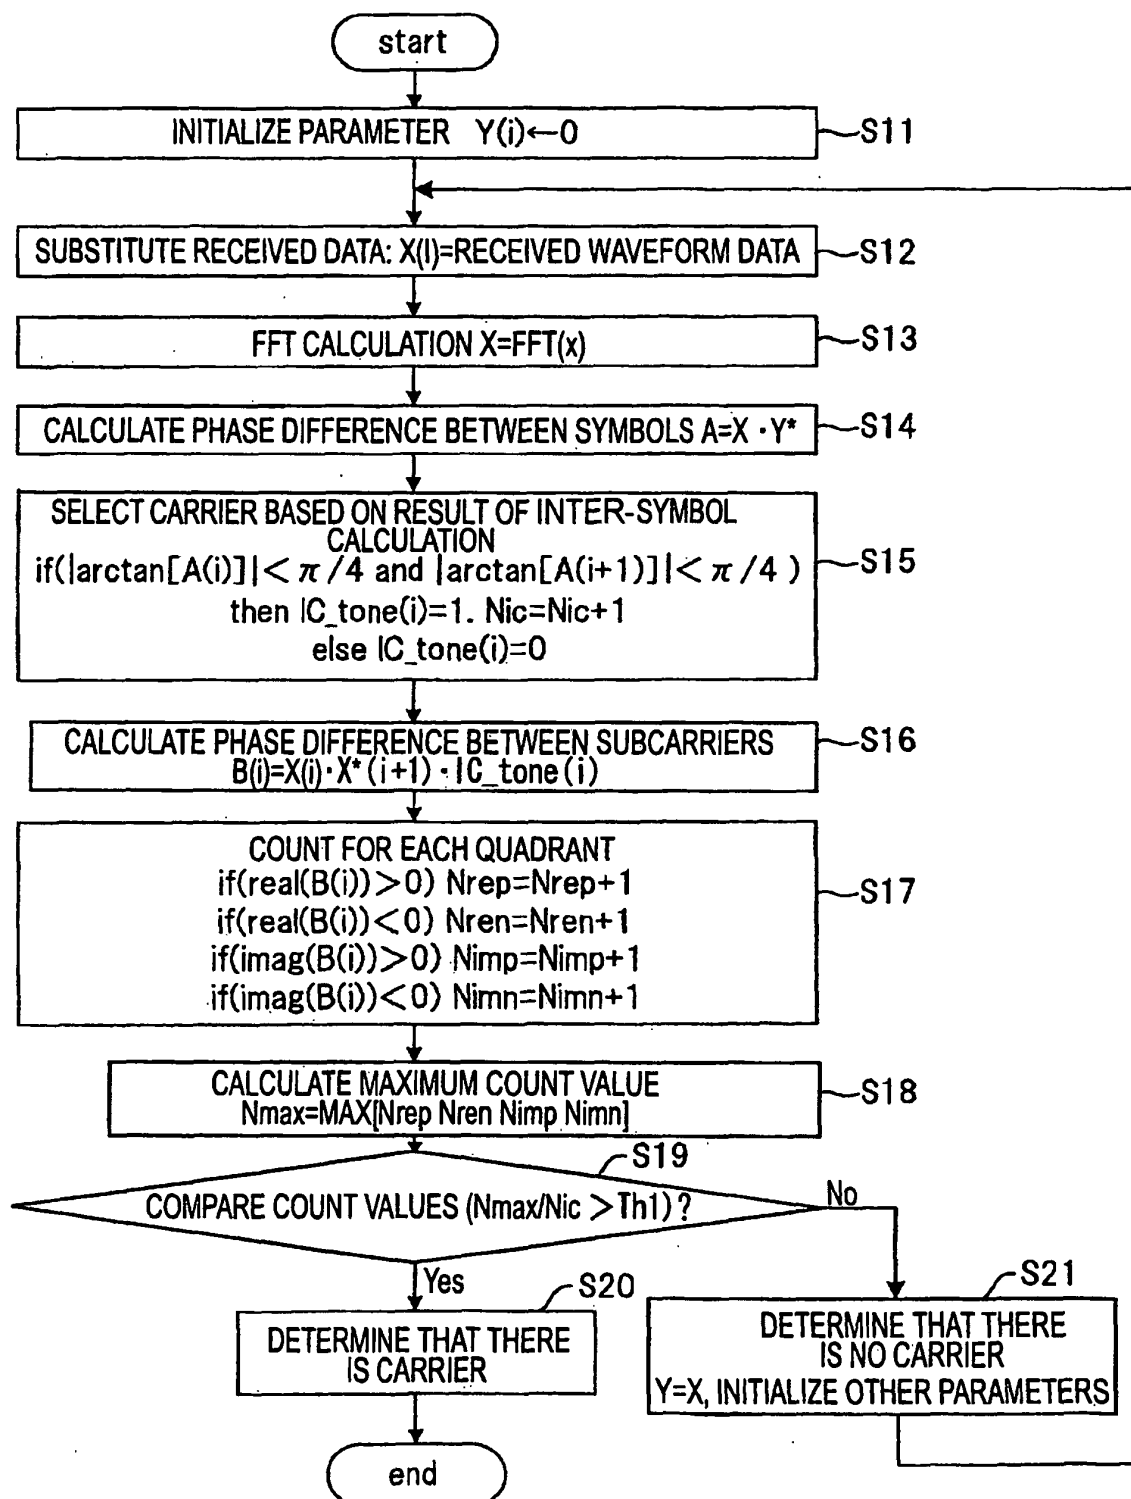 start
INITIALIZE PARAMETER Y(i)←0
S11
SUBSTITUTE RECEIVED DATA: X(I)=RECEIVED WAVEFORM DATA
S12
FFT CALCULATION X=FFT(x)
S13
CALCULATE PHASE DIFFERENCE BETWEEN SYMBOLS A=X・Y*
S14
SELECT CARRIER BASED ON RESULT OF INTER-SYMBOL
CALCULATION
if(|arctan[A(i)]|<π/4 and |arctan[A(i+1)]|<π/4 )
then IC_tone(i)=1. Nic=Nic+1
else IC_tone(i)=0
S15
CALCULATE PHASE DIFFERENCE BETWEEN SUBCARRIERS
B(i)=X(i)・X*(i+1)・IC_tone(i)
S16
COUNT FOR EACH QUADRANT
if(real(B(i))>0) Nrep=Nrep+1
if(real(B(i))<0) Nren=Nren+1
if(imag(B(i))>0) Nimp=Nimp+1
if(imag(B(i))<0) Nimn=Nimn+1
S17
CALCULATE MAXIMUM COUNT VALUE
Nmax=MAX[Nrep Nren Nimp Nimn]
S18
S19
COMPARE COUNT VALUES (Nmax/Nic >Th1)?
No
Yes
S20
DETERMINE THAT THERE
IS CARRIER
S21
DETERMINE THAT THERE
IS NO CARRIER
Y=X, INITIALIZE OTHER PARAMETERS
end